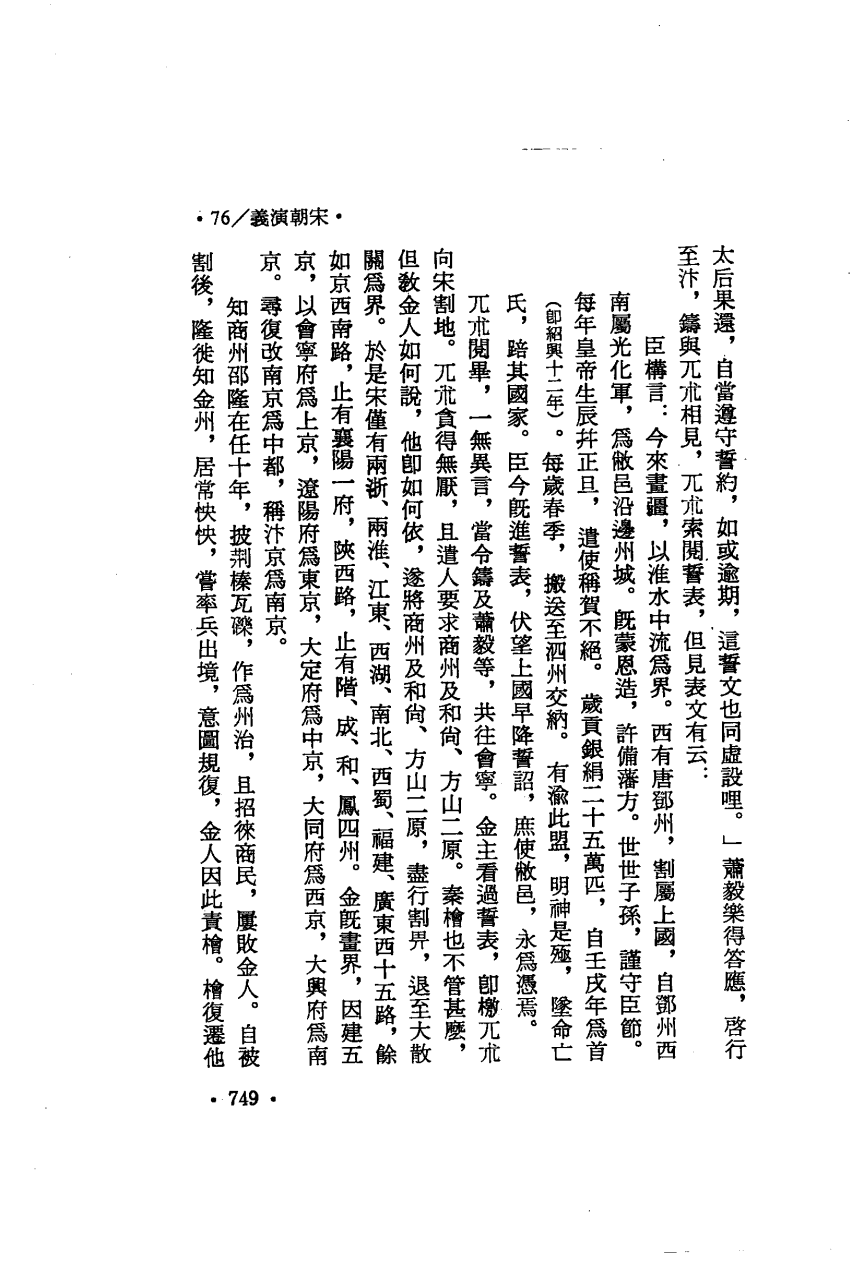 ·76／義演朝宋·
太后果還，自當遵守誓約，如或逾期，這誓文也同虛設哩。」蕭毅樂得答應，啓行
至汴，鑄與兀朮相見，兀朮索閱誓表，但見表文有云：
臣構言：今來畫疆，以淮水中流爲界。西有唐鄧州，割屬上國，自鄧州西
南屬光化軍，爲敝邑沿邊州城。既蒙恩造，許備藩方。世世子孫，謹守臣節。
每年皇帝生辰幷正旦，遣使稱賀不絕。歲貢銀絹二十五萬匹，自壬戌年爲首
（卽紹興十二年）。每歲春季，搬送至泗州交納。有渝此盟，明神是殛，墜命亡
氏，踣其國家。臣今既進誓表，伏望上國早降誓詔，庶使敝邑，永爲憑焉。
兀朮閱畢，一無異言，當令鑄及蕭毅等，共往會寧。金主看過誓表，卽檄兀朮
向宋割地。兀朮貪得無厭，且遣人要求商州及和尙、方山二原。秦檜也不管甚麼，
但敎金人如何說，他卽如何依，遂將商州及和尙、方山二原，盡行割畀，退至大散
關爲界。於是宋僅有兩浙、兩淮、江東、西湖、南北、西蜀、福建、廣東西十五路，餘
如京西南路，止有襄陽一府，陝西路，止有階、成、和、鳳四州。金旣畫界，因建五
京，以會寧府爲上京，遼陽府爲東京，大定府爲中京，大同府爲西京，大興府爲南
京。尋復改南京爲中都，稱汴京爲南京。
知商州邵隆在任十年，披荆榛瓦礫，作爲州治，且招徠商民，屢敗金人。自被
割後，隆徙知金州，居常怏怏，嘗率兵出境，意圖規復，金人因此責檜。檜復遷他
·749·